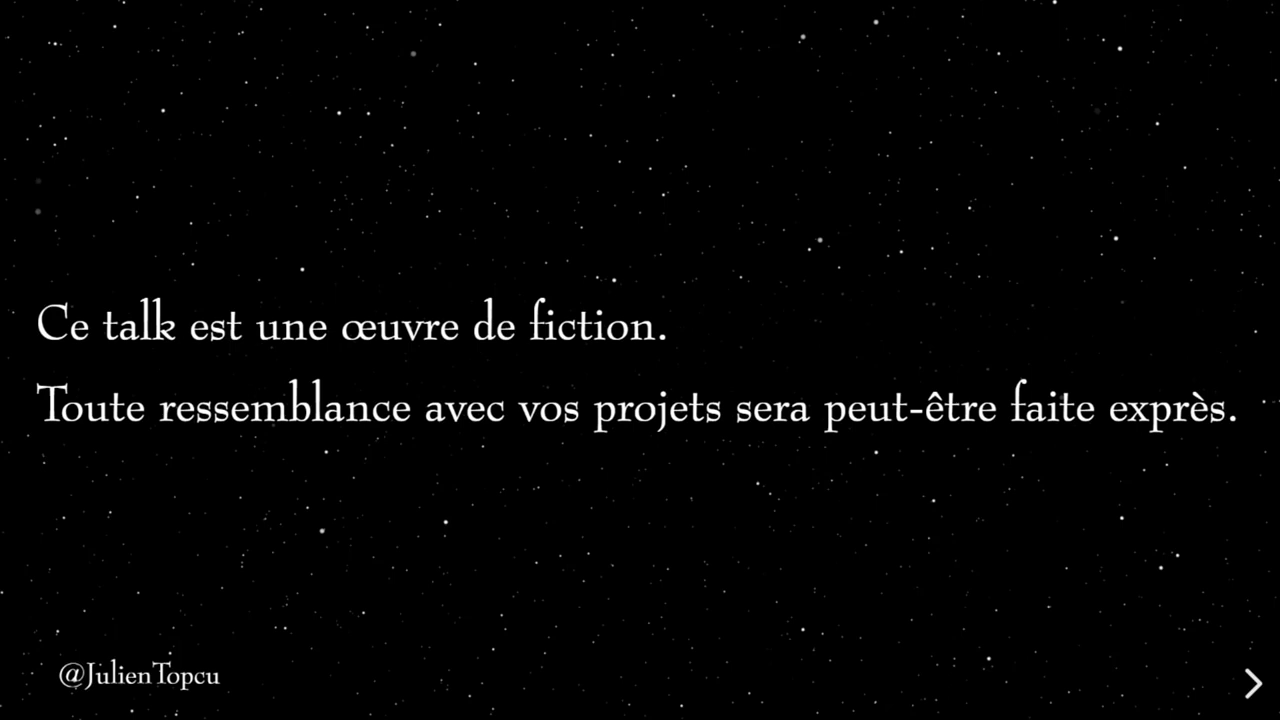 Ce talk est une œuvre de fiction.
Toute ressemblance avec vos projets sera peut-être faite exprès.
@JulienTopcu